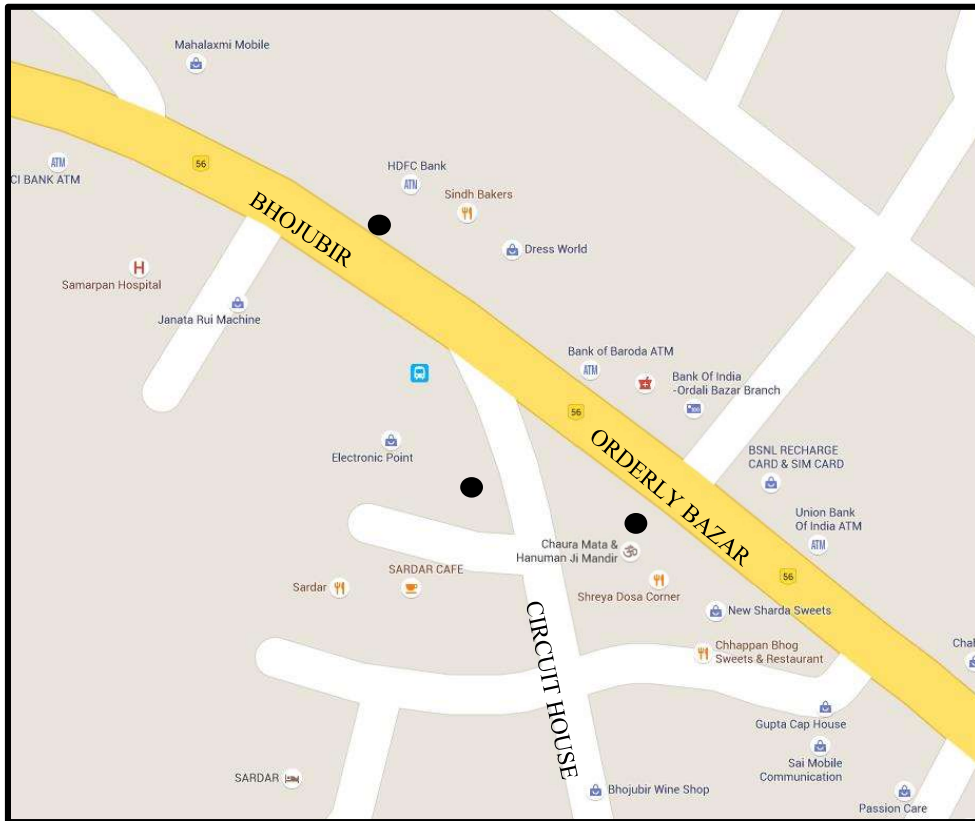 Mahalaxmi Mobile
ATM
CI BANK ATM
56
HDFC Bank
ATM
Sindh Bakers
BHOJUBIR
Dress World
H
Samarpan Hospital
Janata Rui Machine
Bank of Baroda ATM
ATM
Bank Of India
-Ordali Bazar Branch
56
Electronic Point
ORDERLY BAZAR
BSNL RECHARGE
CARD & SIM CARD
Union Bank
Of India ATM
ATM
Chaura Mata &
Hanuman Ji Mandir
ॐ
SARDAR CAFE
Sardar
Shreya Dosa Corner
56
New Sharda Sweets
CIRCUIT HOUSE
Chhappan Bhog
Sweets & Restaurant
Chal
Gupta Cap House
Sai Mobile
Communication
SARDAR
Bhojubir Wine Shop
Passion Care